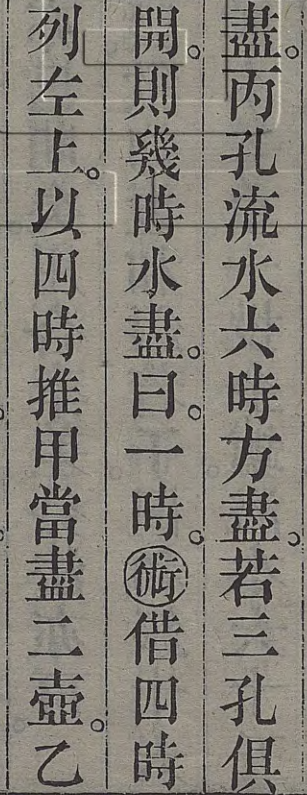 盡。丙孔流水六時方盡。若三孔俱
開。則幾時水盡。曰。一時。術借四時
列左上。以四時推甲當盡二壺。乙